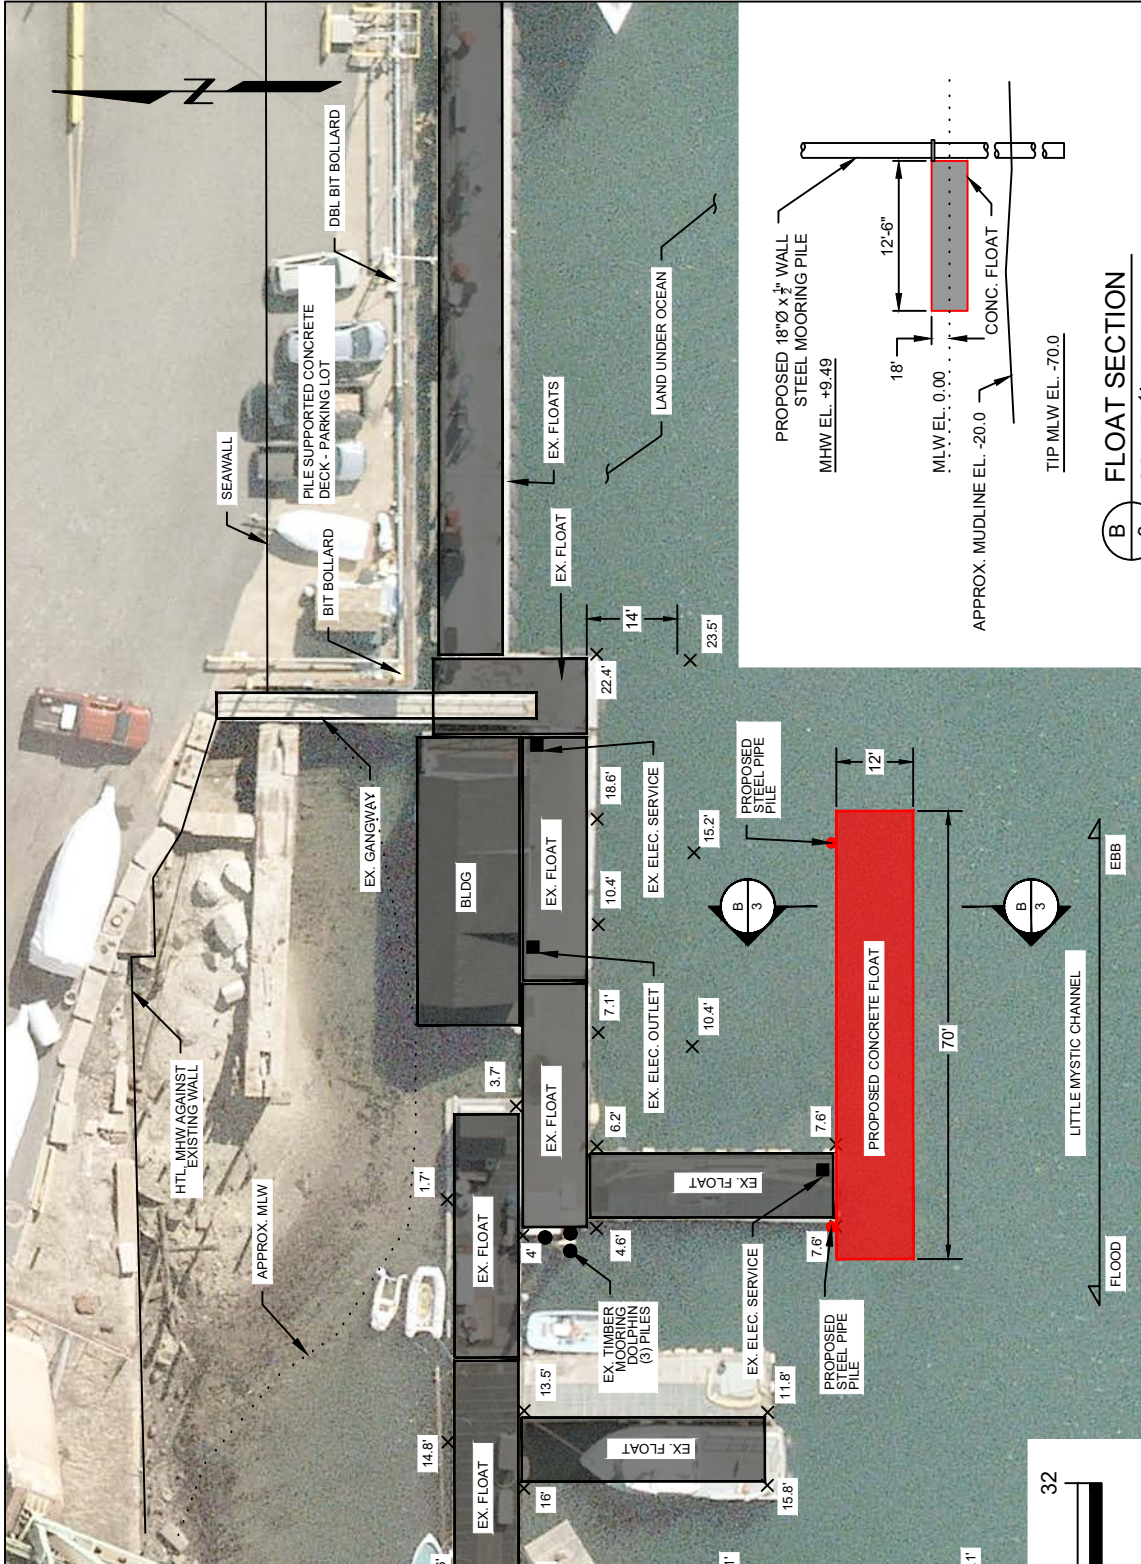 N
SEAWALL
DBL BIT BOLLARD
PILE SUPPORTED CONCRETE
DECK - PARKING LOT
BIT BOLLARD
EX. FLOATS
EX. FLOAT
LAND UNDER OCEAN
HTL, MHW AGAINST
EXISTING WALL
APPROX. MLW
EX. GANGWAY
BLDG
EX. FLOAT
EX. FLOAT
EX. FLOAT
EX. FLOAT
EX. FLOAT
EX. FLOAT
EX. ELEC. SERVICE
EX. ELEC. OUTLET
EX. ELEC. SERVICE
EX. TIMBER
MOORING
DOLPHIN
(3) PILES
14'
23.5'
22.4'
18.6'
15.2'
10.4'
7.1'
10.4'
6.2'
3.7'
1.7'
4'
4.6'
7.6'
7.6'
13.5'
11.8'
14.8'
16'
15.8'
PROPOSED
STEEL PIPE
PILE
PROPOSED
STEEL PIPE
PILE
PROPOSED CONCRETE FLOAT
12'
70'
B
3
B
3
LITTLE MYSTIC CHANNEL
EBB
FLOOD
PROPOSED 18"Ø x ½" WALL
STEEL MOORING PILE
MHW EL. +9.49
12'-6"
18'
MLW EL. 0.00
CONC. FLOAT
APPROX. MUDLINE EL. -20.0
TIP MLW EL. -70.0
B
FLOAT SECTION
32